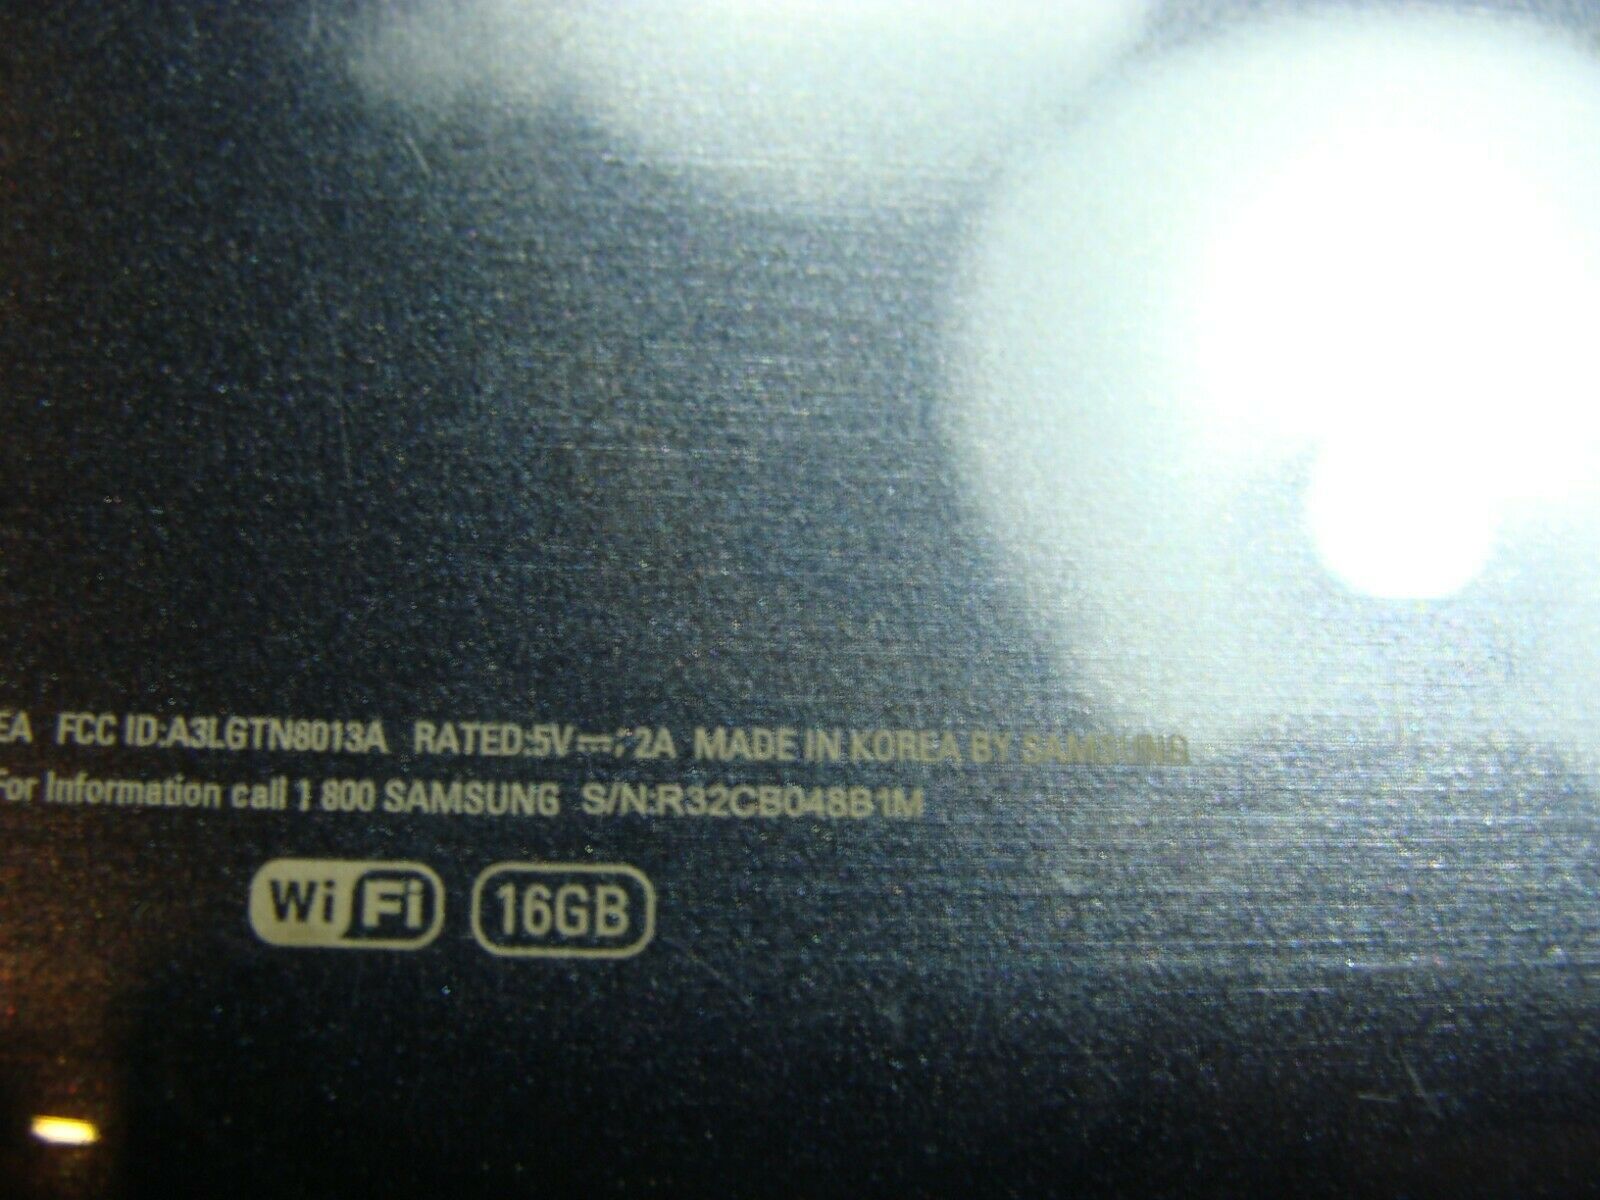 EA FCC ID:A3LGTN8013A RATED:5V⎓; 2A MADE IN KOREA BY SAMSUNG
For Information call 1 800 SAMSUNG S/N:R32CB048B1M
WiFi 16GB